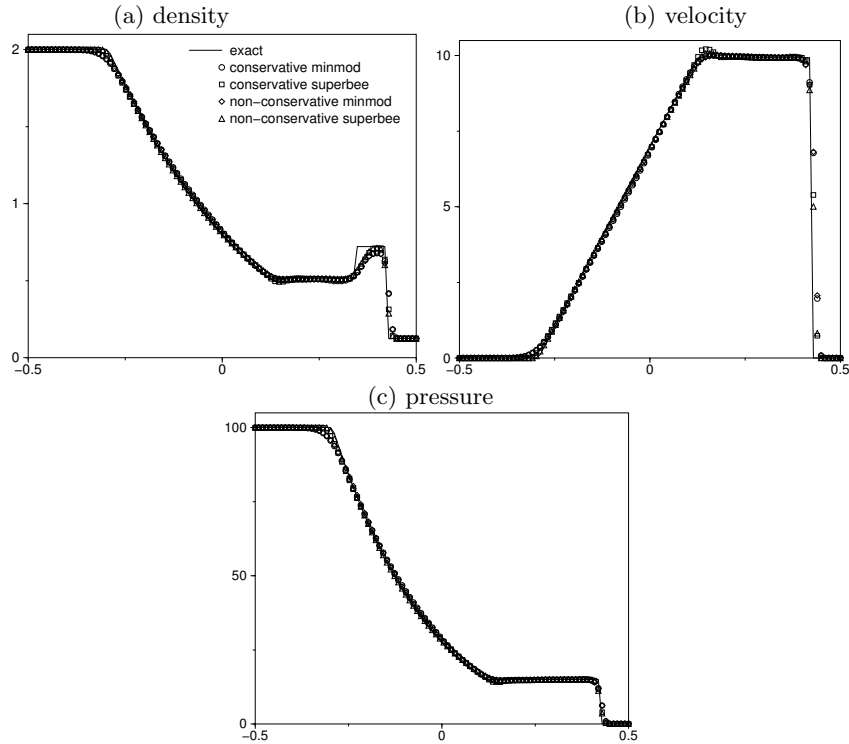 (a) density
2
1
0
−0.5
0
0.5
exact
conservative minmod
conservative superbee
non−conservative minmod
non−conservative superbee
(b) velocity
10
5
0
−0.5
0
0.5
(c) pressure
100
50
0
−0.5
0
0.5